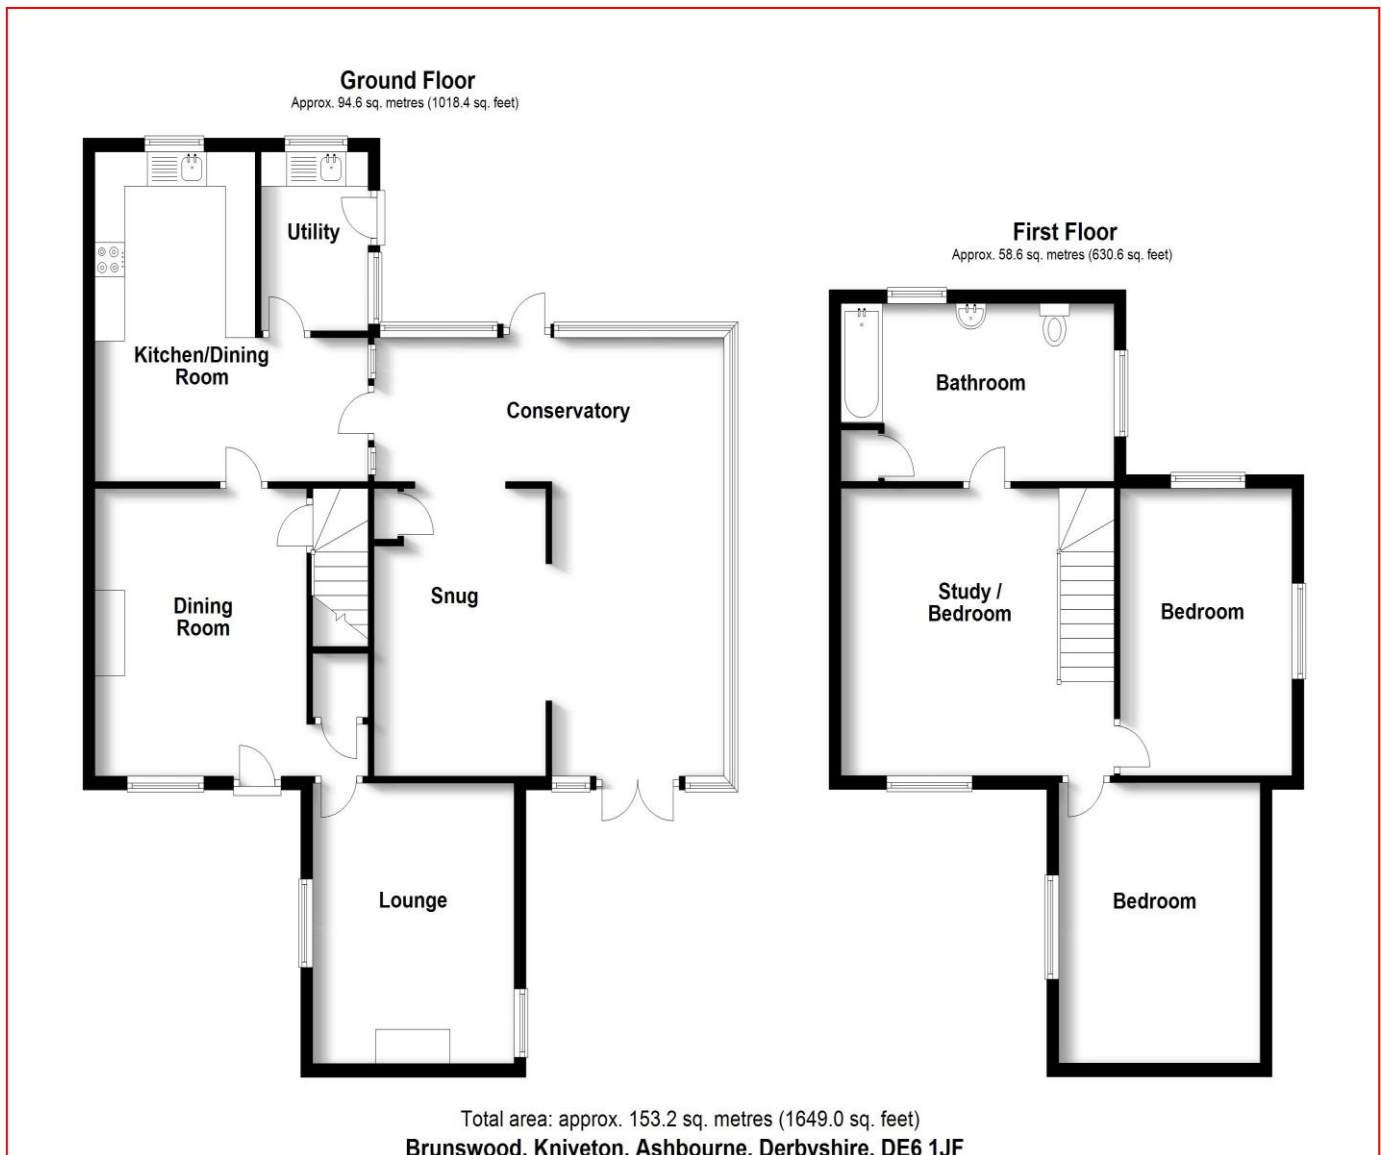 Ground Floor
Approx. 94.6 sq. metres (1018.4 sq. feet)
Utility
Kitchen/Dining
Room
Conservatory
Snug
Dining
Room
Lounge
First Floor
Approx. 58.6 sq. metres (630.6 sq. feet)
Bathroom
Study /
Bedroom
Bedroom
Bedroom
Total area: approx. 153.2 sq. metres (1649.0 sq. feet)
Brunswood, Kniveton, Ashbourne, Derbyshire, DE6 1JF